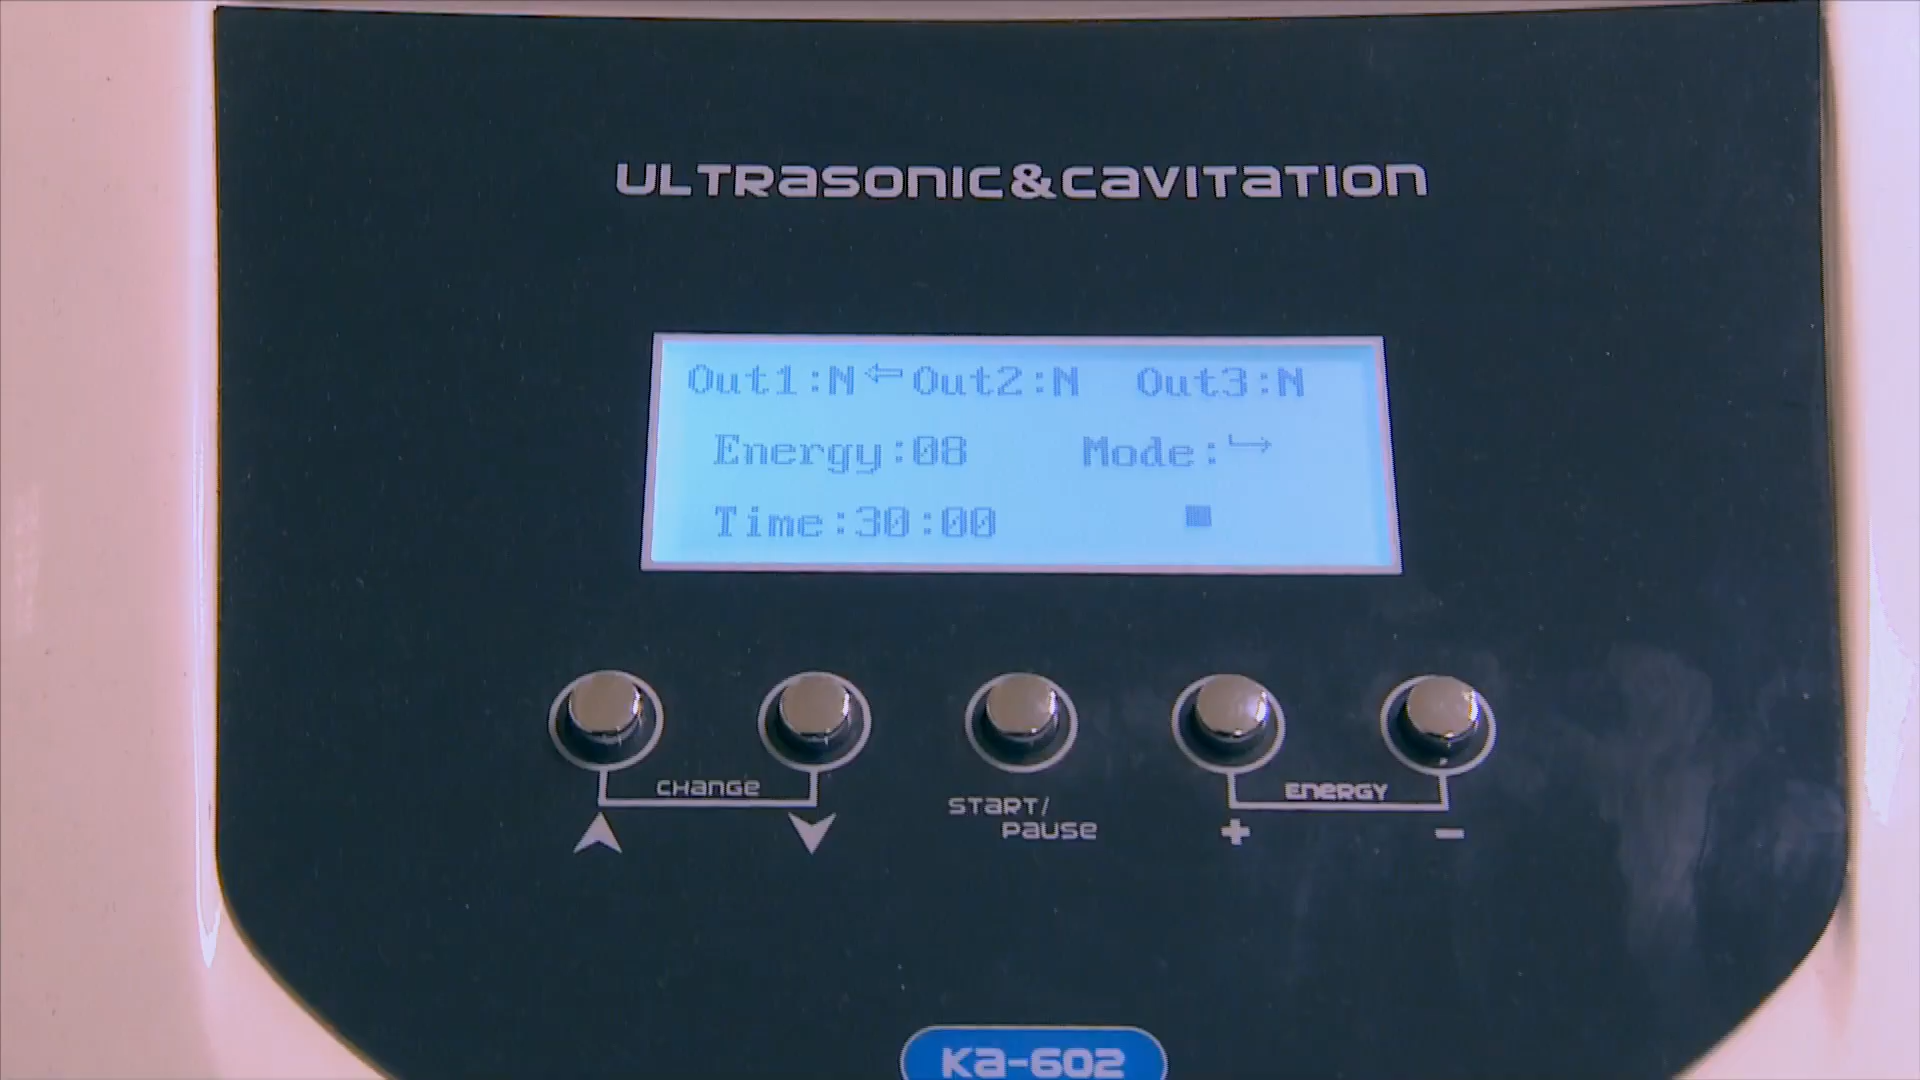 ULTRASONIC&CAVITATION
Out1:N⇐Out2:N Out3:N
Energy:08 Mode:↪
Time:30:00 ■
CHANGE
START/
PAUSE
ENERGY
+ −
Ka-602